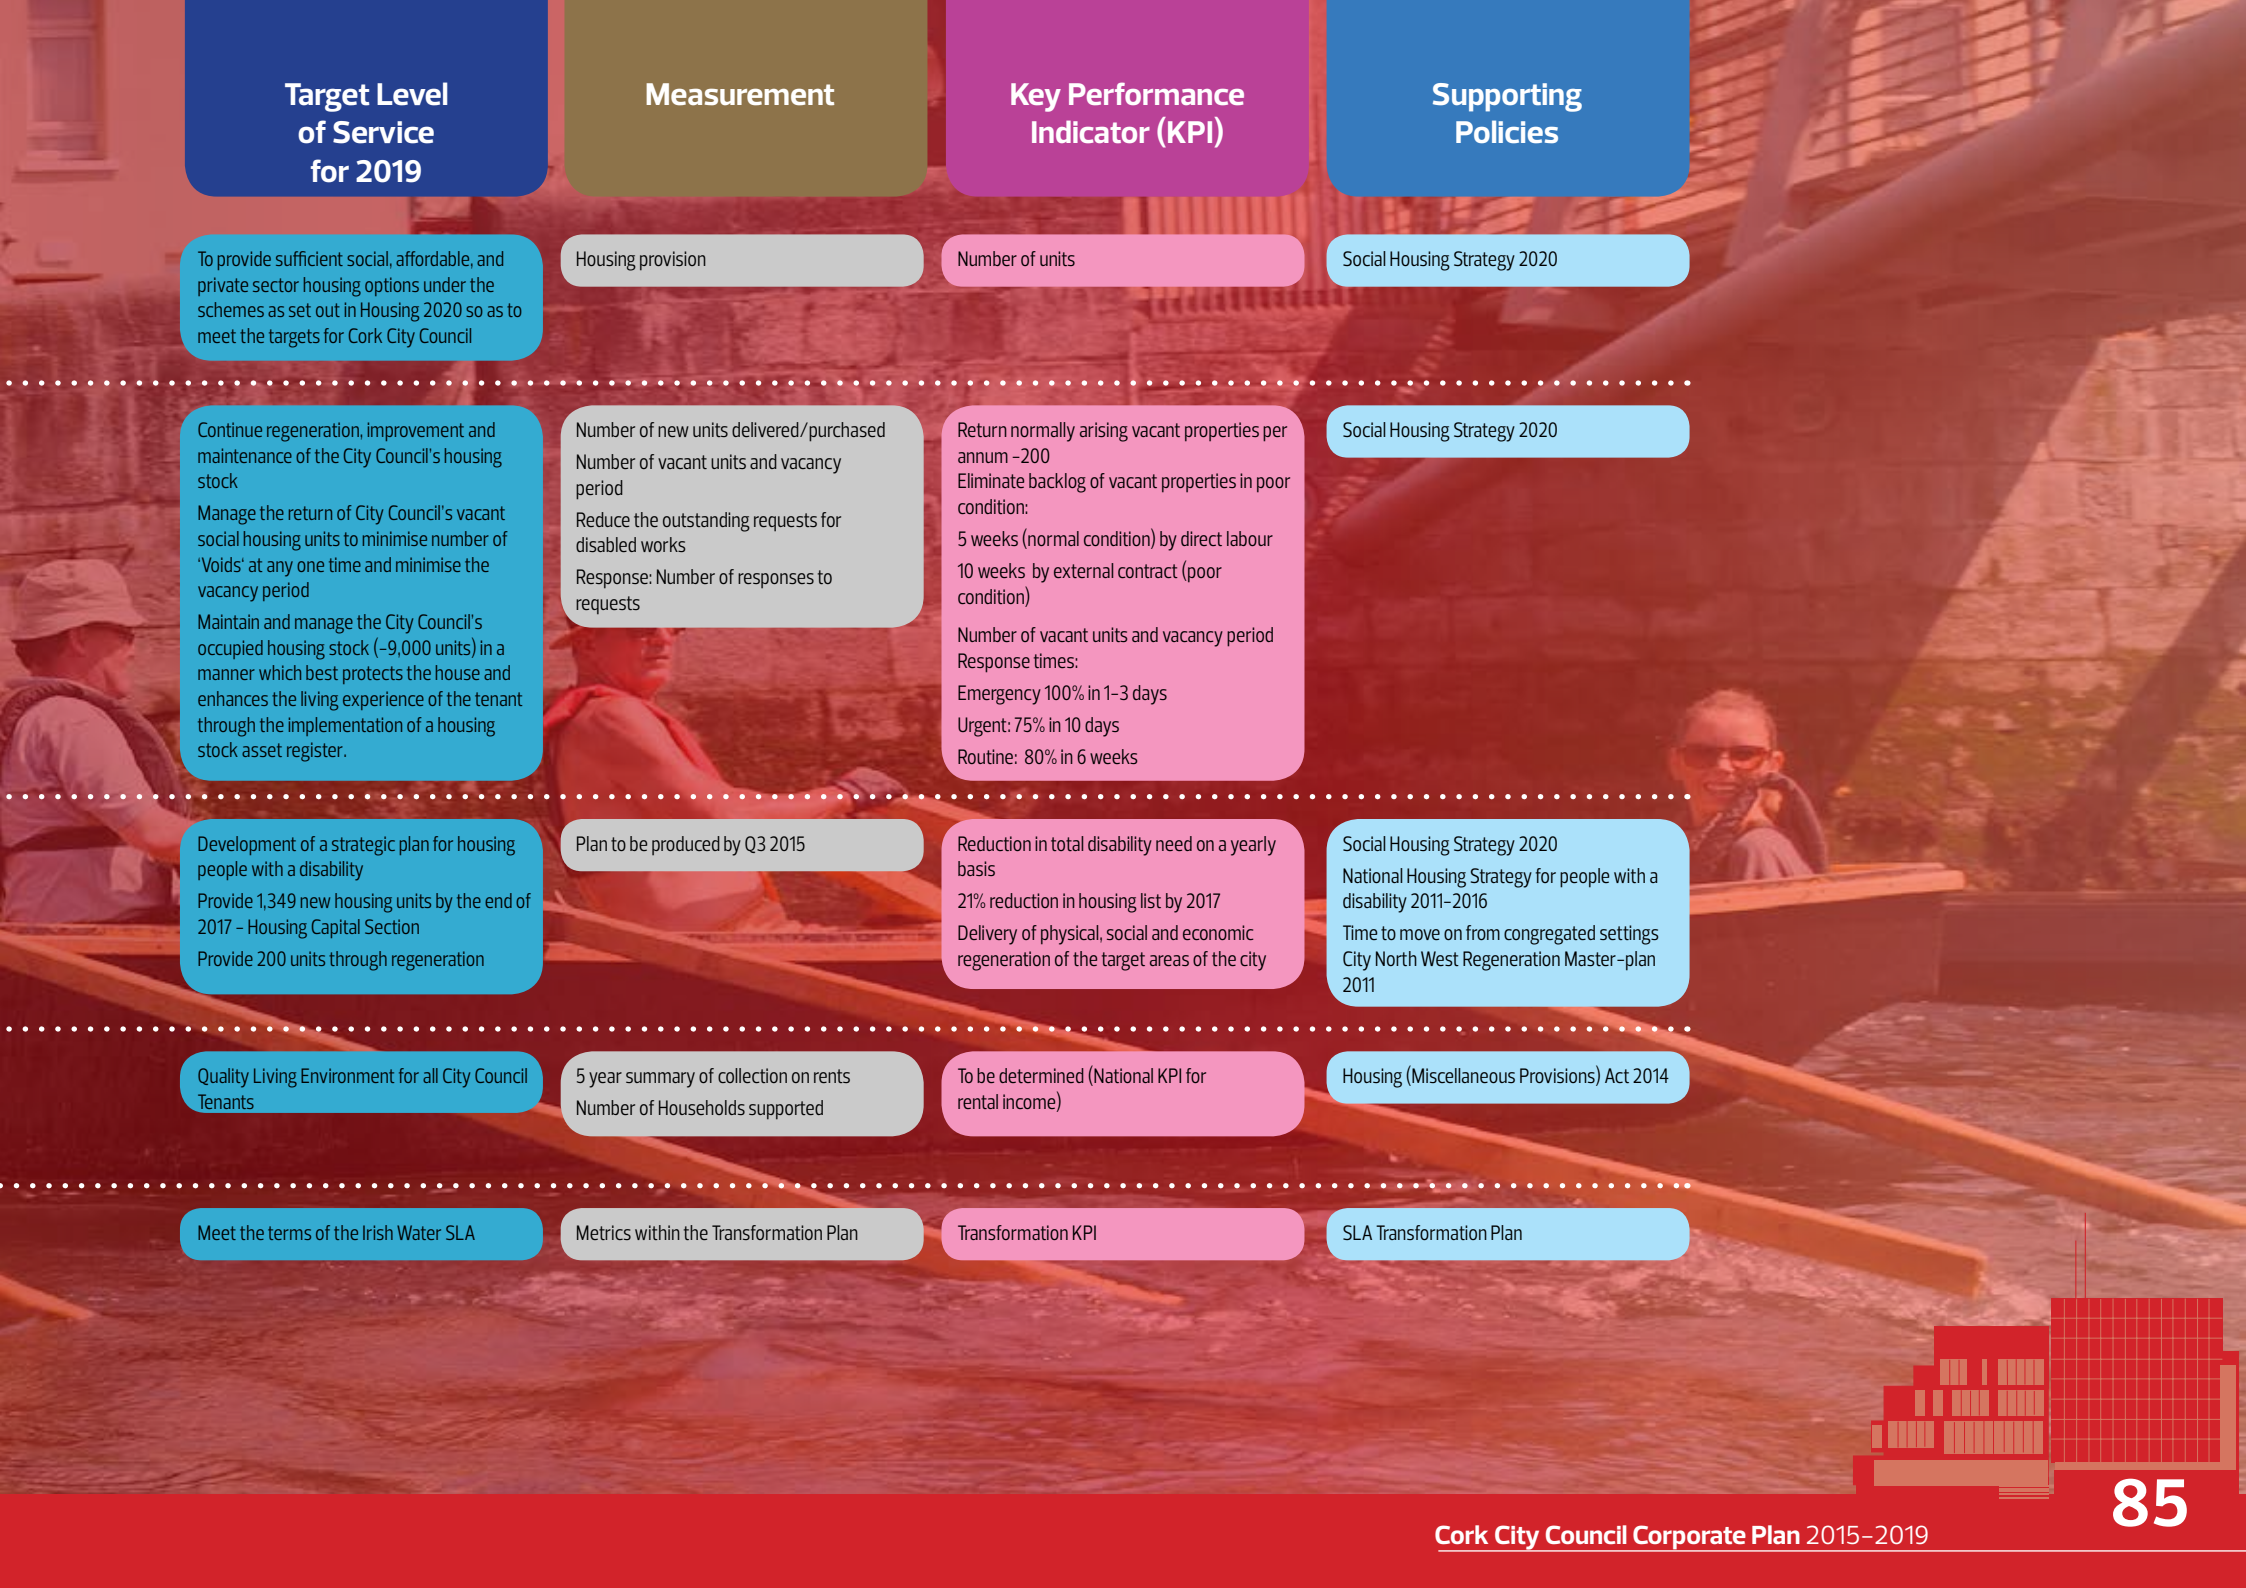 Target Level
of Service
for 2019
Measurement
Key Performance
Indicator (KPI)
Supporting
Policies
To provide sufficient social, affordable, and
private sector housing options under the
schemes as set out in Housing 2020 so as to
meet the targets for Cork City Council
Housing provision
Number of units
Social Housing Strategy 2020
Continue regeneration, improvement and
maintenance of the City Council's housing
stock
Manage the return of City Council's vacant
social housing units to minimise number of
'Voids' at any one time and minimise the
vacancy period
Maintain and manage the City Council's
occupied housing stock (-9,000 units) in a
manner which best protects the house and
enhances the living experience of the tenant
through the implementation of a housing
stock asset register.
Number of new units delivered/purchased
Number of vacant units and vacancy
period
Reduce the outstanding requests for
disabled works
Response: Number of responses to
requests
Return normally arising vacant properties per
annum -200
Eliminate backlog of vacant properties in poor
condition:
5 weeks (normal condition) by direct labour
10 weeks by external contract (poor
condition)
Number of vacant units and vacancy period
Response times:
Emergency 100% in 1-3 days
Urgent: 75% in 10 days
Routine: 80% in 6 weeks
Social Housing Strategy 2020
Development of a strategic plan for housing
people with a disability
Provide 1,349 new housing units by the end of
2017 - Housing Capital Section
Provide 200 units through regeneration
Plan to be produced by Q3 2015
Reduction in total disability need on a yearly
basis
21% reduction in housing list by 2017
Delivery of physical, social and economic
regeneration of the target areas of the city
Social Housing Strategy 2020
National Housing Strategy for people with a
disability 2011-2016
Time to move on from congregated settings
City North West Regeneration Master-plan
2011
Quality Living Environment for all City Council
Tenants
5 year summary of collection on rents
Number of Households supported
To be determined (National KPI for
rental income)
Housing (Miscellaneous Provisions) Act 2014
Meet the terms of the Irish Water SLA
Metrics within the Transformation Plan
Transformation KPI
SLA Transformation Plan
85
Cork City Council Corporate Plan 2015-2019